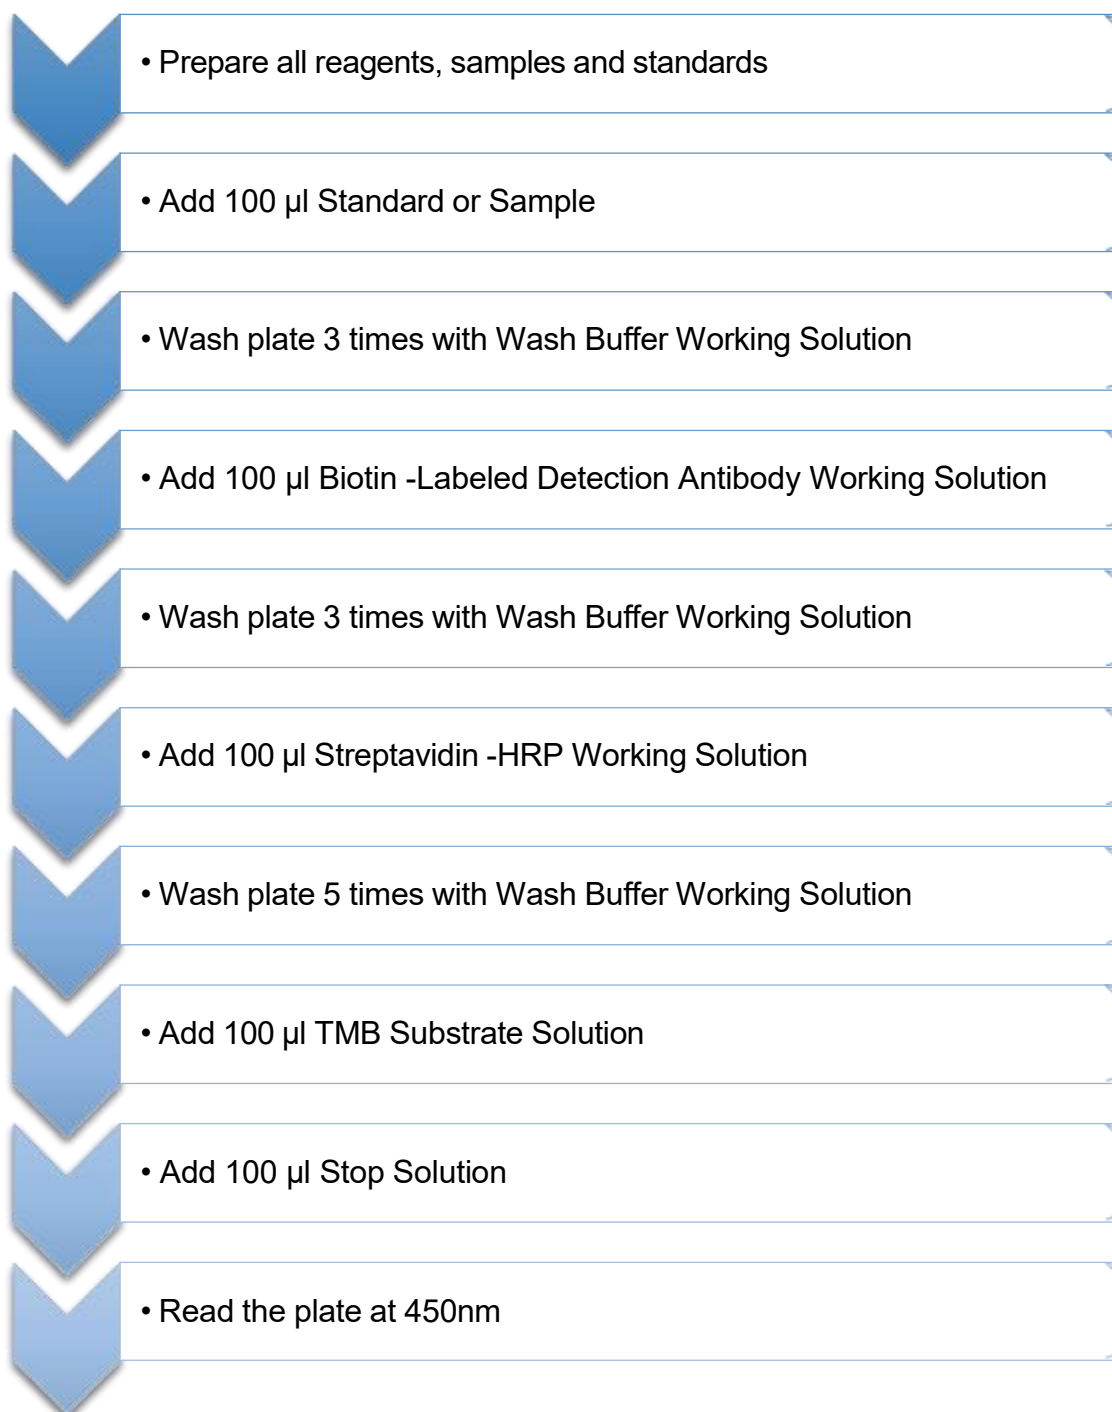 • Prepare all reagents, samples and standards
• Add 100 µl Standard or Sample
• Wash plate 3 times with Wash Buffer Working Solution
• Add 100 µl Biotin -Labeled Detection Antibody Working Solution
• Wash plate 3 times with Wash Buffer Working Solution
• Add 100 µl Streptavidin -HRP Working Solution
• Wash plate 5 times with Wash Buffer Working Solution
• Add 100 µl TMB Substrate Solution
• Add 100 µl Stop Solution
• Read the plate at 450nm